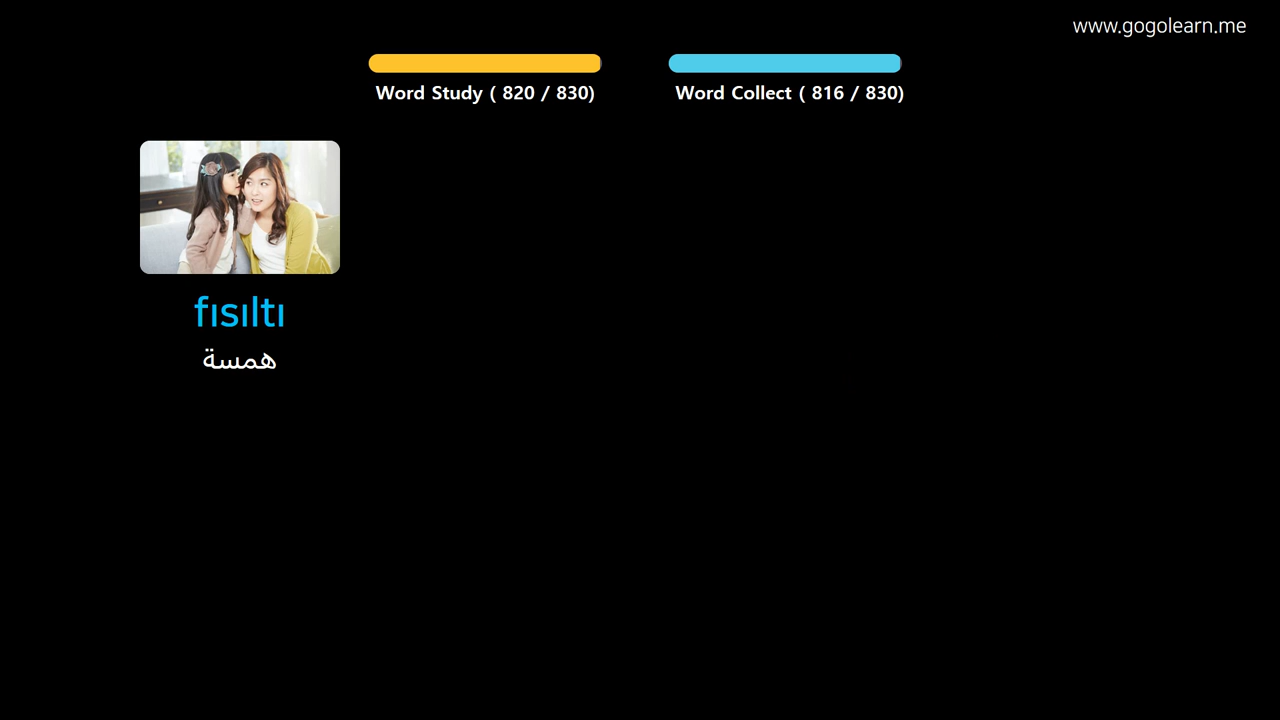 www.gogolearn.me
Word Study ( 820 / 830)
Word Collect ( 816 / 830)
fısıltı
همسة